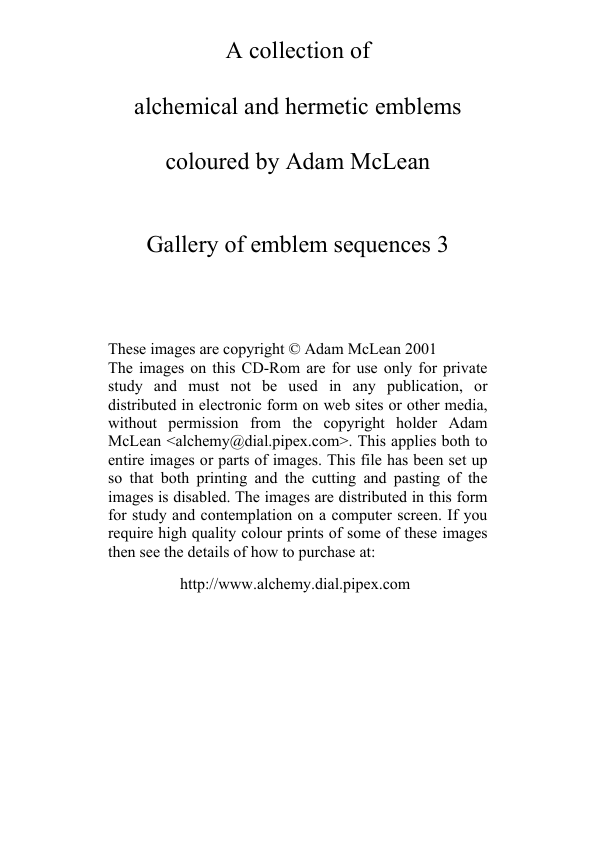 A collection of
alchemical and hermetic emblems
coloured by Adam McLean
Gallery of emblem sequences 3
These images are copyright © Adam McLean 2001
The images on this CD-Rom are for use only for private
study and must not be used in any publication, or
distributed in electronic form on web sites or other media,
without permission from the copyright holder Adam
McLean <alchemy@dial.pipex.com>. This applies both to
entire images or parts of images. This file has been set up
so that both printing and the cutting and pasting of the
images is disabled. The images are distributed in this form
for study and contemplation on a computer screen. If you
require high quality colour prints of some of these images
then see the details of how to purchase at:
http://www.alchemy.dial.pipex.com